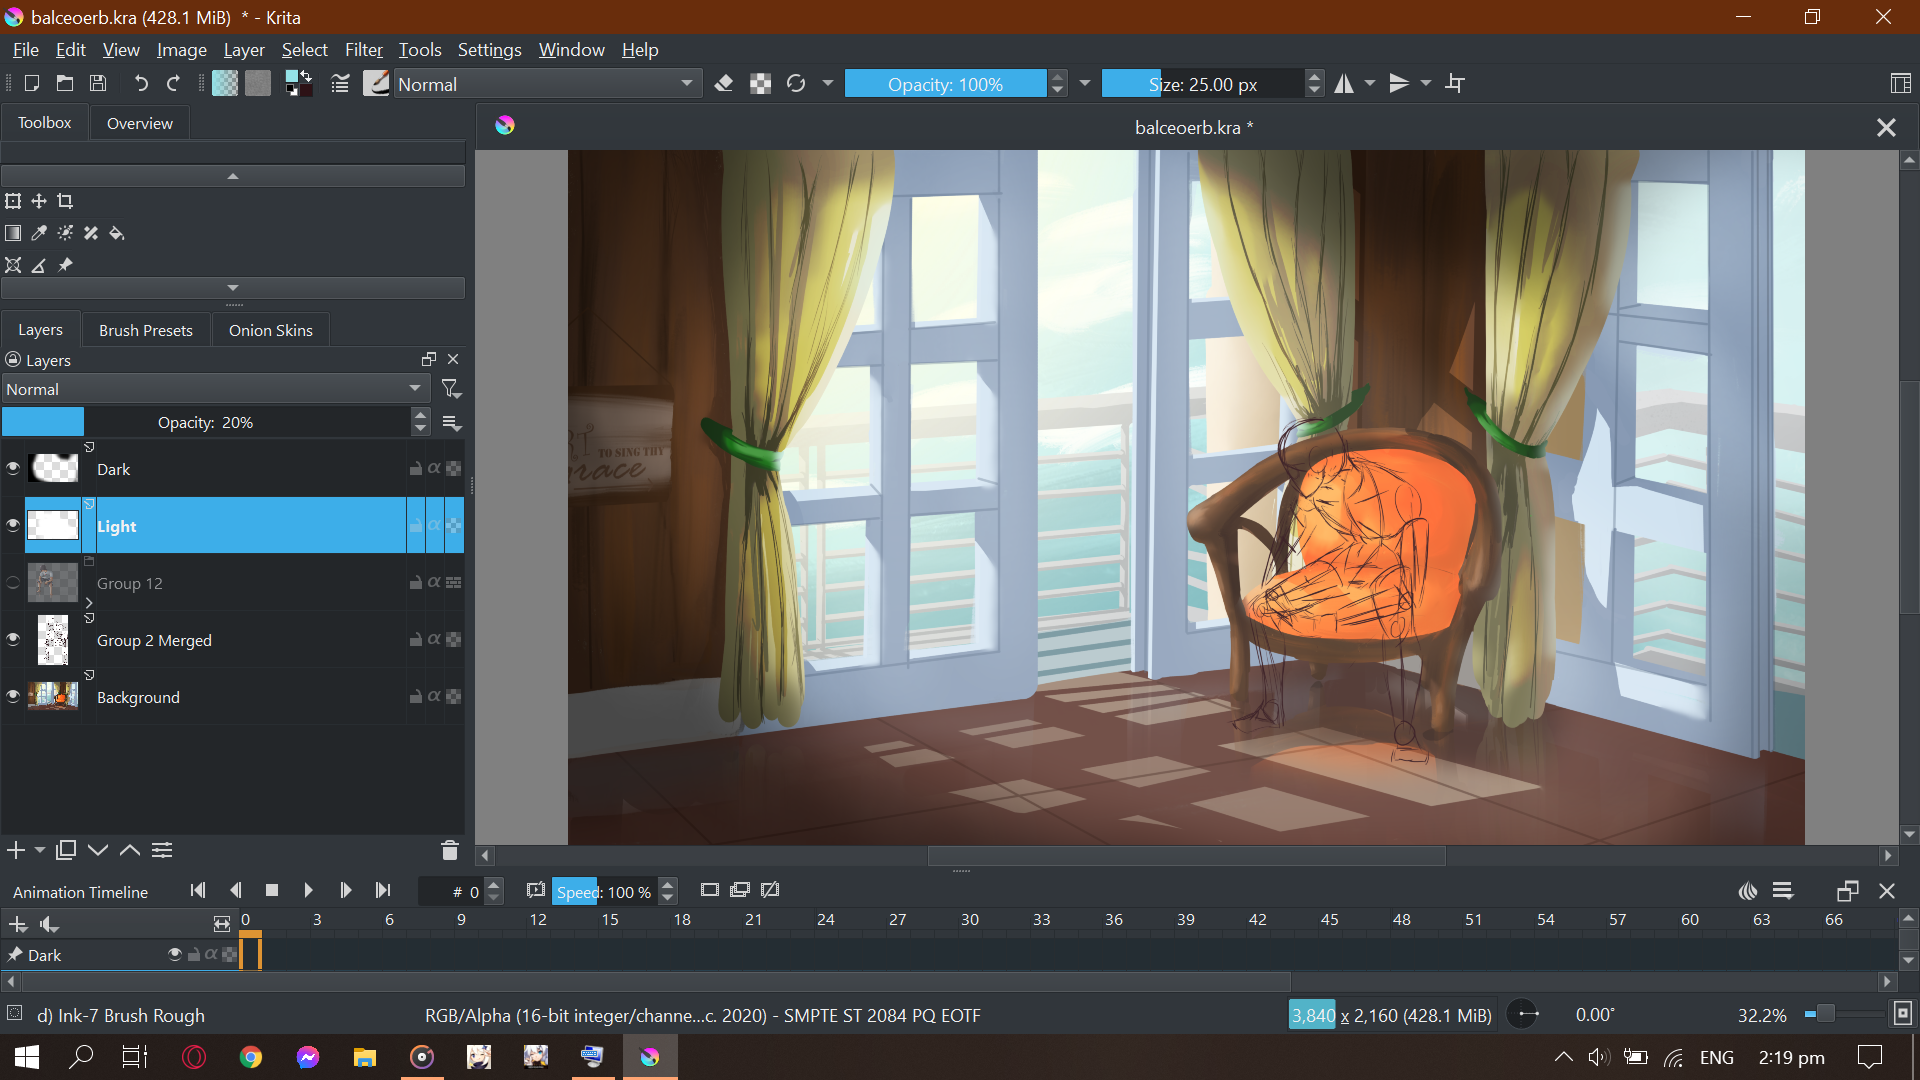 balceoerb.kra (428.1 MiB) * - Krita
File Edit View Image Layer Select Filter Tools Settings Window Help
Normal Opacity: 100% Size: 25.00 px
Toolbox Overview
balceoerb.kra *
Layers Brush Presets Onion Skins
Layers
Normal
Opacity: 20%
Dark
Light
Group 12
Group 2 Merged
Background
TO SING THY
Grace
Animation Timeline # 0 Speed: 100 %
0 3 6 9 12 15 18 21 24 27 30 33 36 39 42 45 48 51 54 57 60 63 66
Dark
d) Ink-7 Brush Rough RGB/Alpha (16-bit integer/channe...c. 2020) - SMPTE ST 2084 PQ EOTF 3,840 x 2,160 (428.1 MiB) 0.00° 32.2%
ENG 2:19 pm